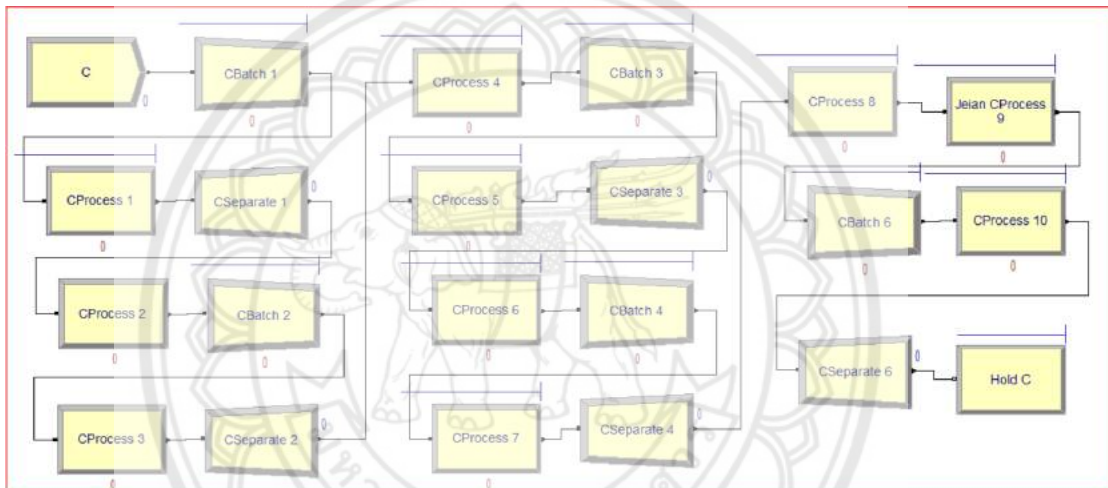 C
CBatch 1
CProcess 1
CSeparate 1
CProcess 2
CBatch 2
CProcess 3
CSeparate 2
CProcess 4
CBatch 3
CProcess 5
CSeparate 3
CProcess 6
CBatch 4
CProcess 7
CSeparate 4
CProcess 8
Jeian CProcess
9
CBatch 6
CProcess 10
CSeparate 6
Hold C